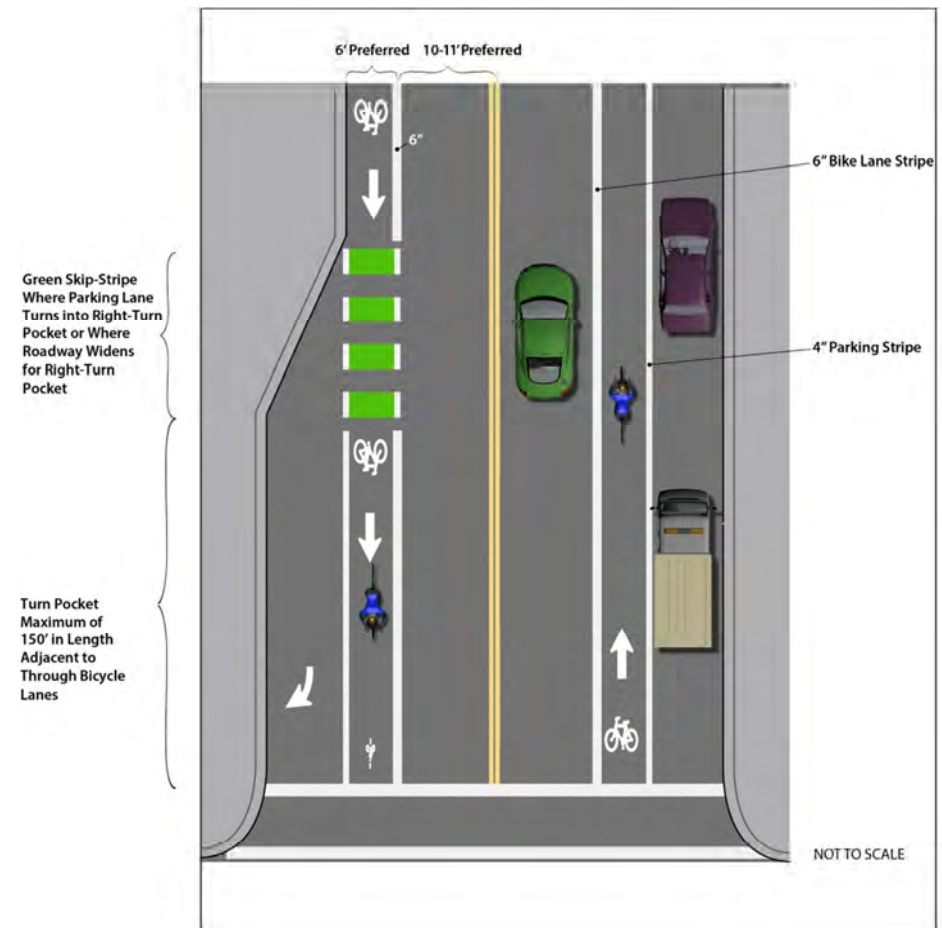 6' Preferred
10-11' Preferred
6"
6" Bike Lane Stripe
Green Skip-Stripe
Where Parking Lane
Turns into Right-Turn
Pocket or Where
Roadway Widens
for Right-Turn
Pocket
4" Parking Stripe
Turn Pocket
Maximum of
150' in Length
Adjacent to
Through Bicycle
Lanes
NOT TO SCALE